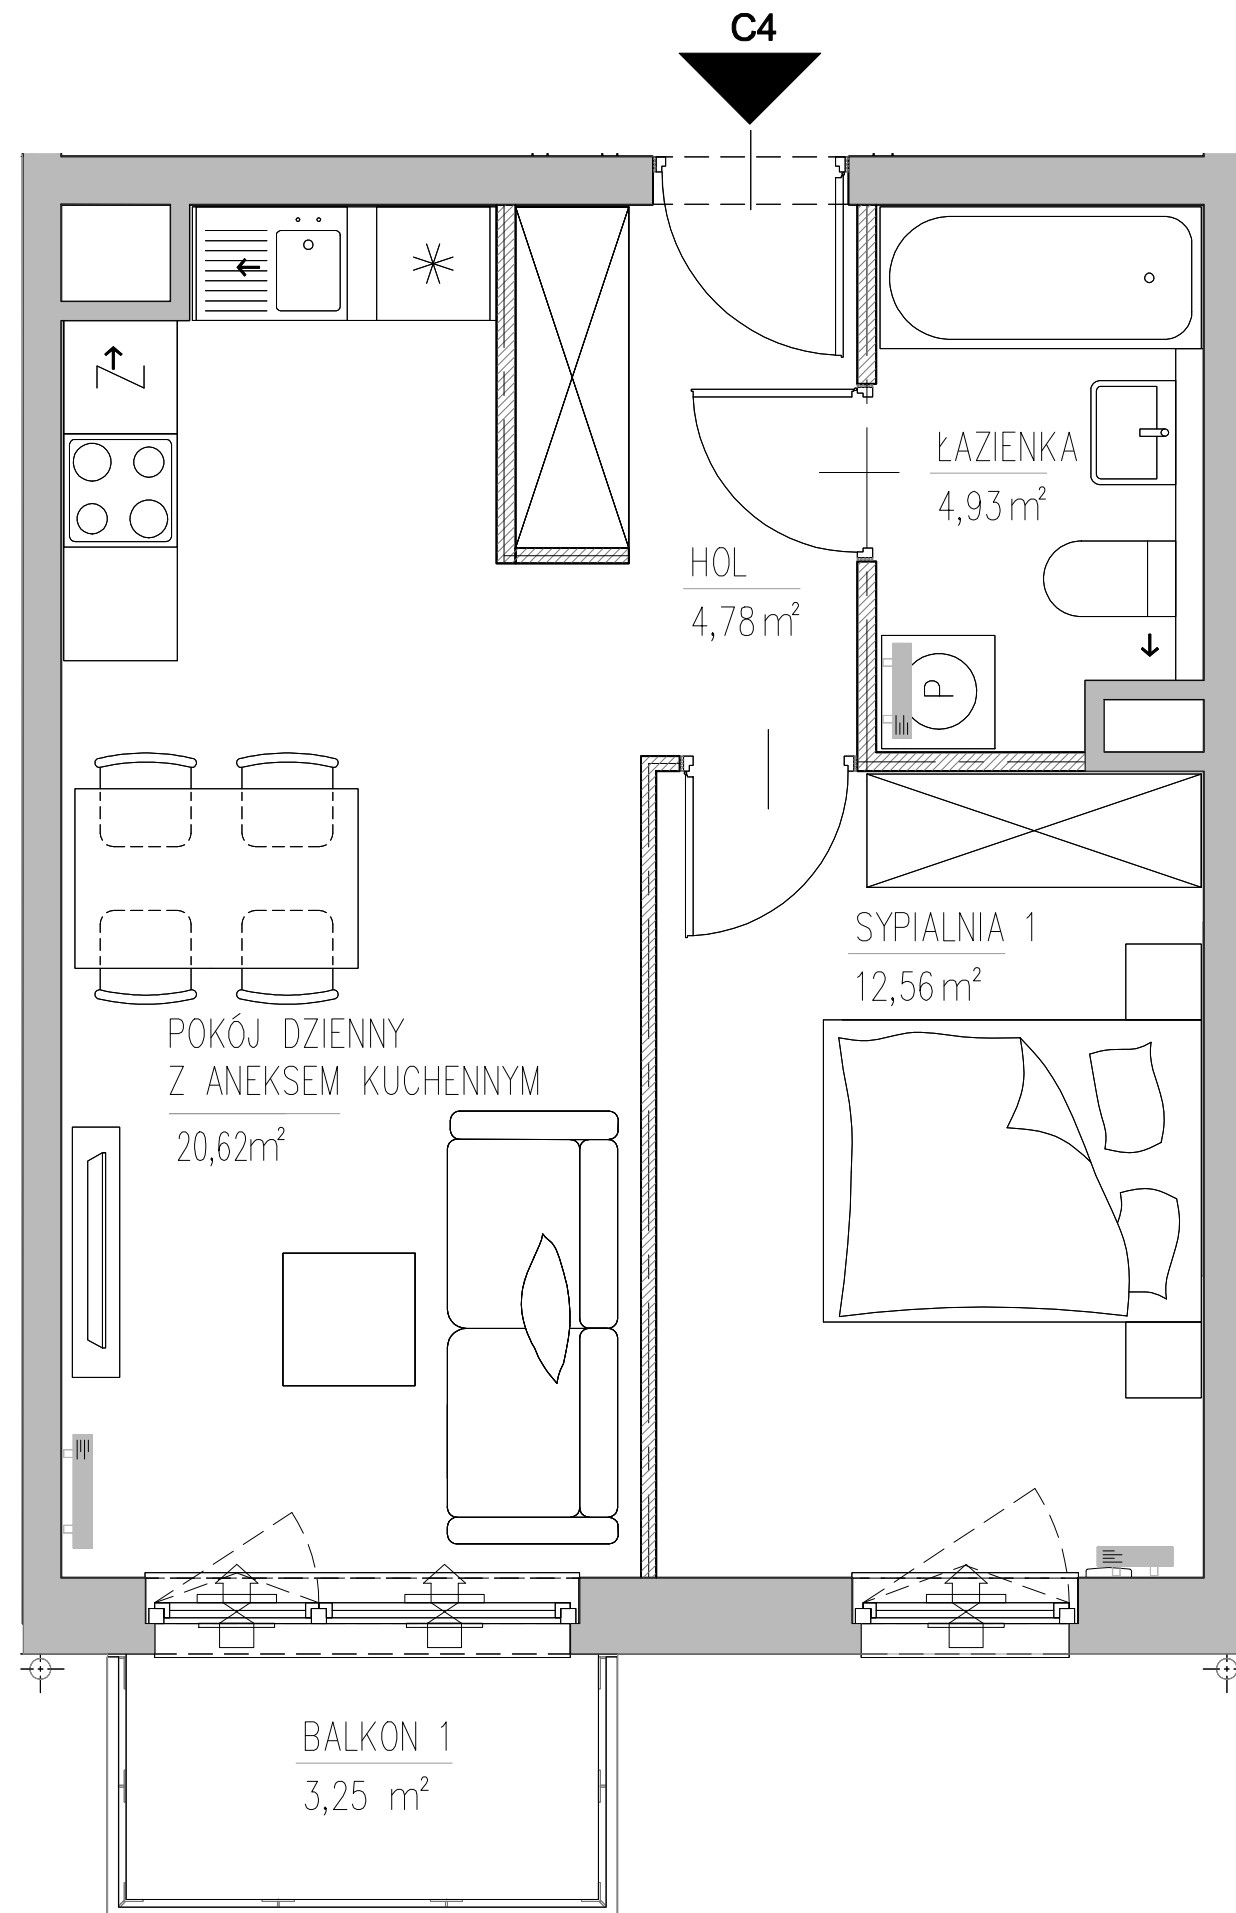 C4
ŁAZIENKA
4,93 m²
HOL
4,78 m²
P
SYPIALNIA 1
12,56 m²
POKÓJ DZIENNY
Z ANEKSEM KUCHENNYM
20,62m²
BALKON 1
3,25 m²